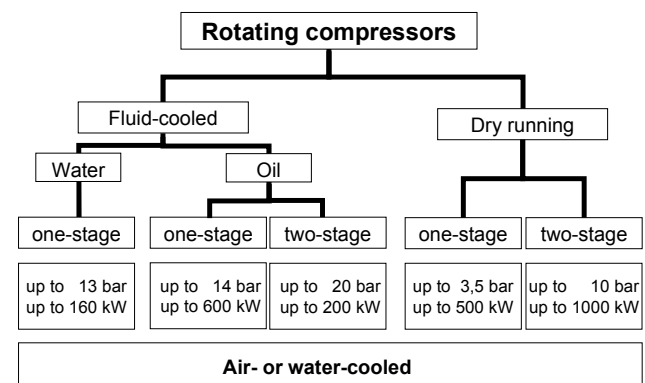 Rotating compressors
Fluid-cooled
Dry running
Water
Oil
one-stage
one-stage
two-stage
one-stage
two-stage
up to 13 bar
up to 160 kW
up to 14 bar
up to 600 kW
up to 20 bar
up to 200 kW
up to 3,5 bar
up to 500 kW
up to 10 bar
up to 1000 kW
Air- or water-cooled